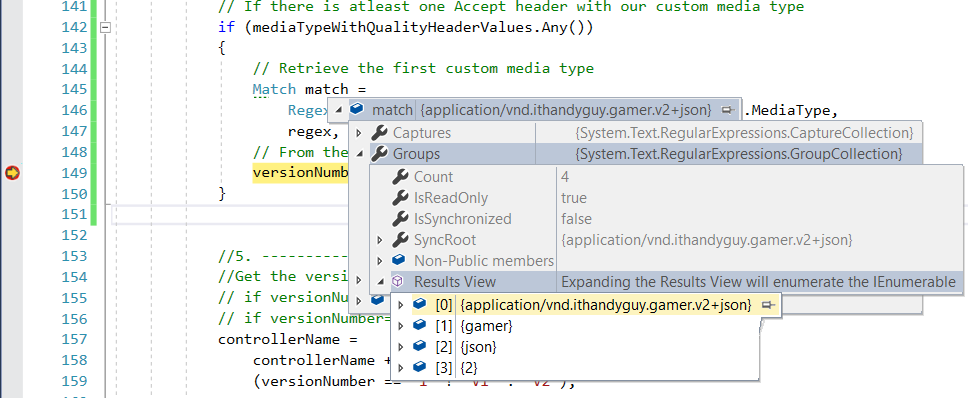 141 // If there is atleast one Accept header with our custom media type
142 if (mediaTypeWithQualityHeaderValues.Any())
143 {
144 // Retrieve the first custom media type
145 Match match =
146 Regex match {application/vnd.ithandyguy.gamer.v2+json} .MediaType,
147 regex, Captures {System.Text.RegularExpressions.CaptureCollection}
148 // From the Groups {System.Text.RegularExpressions.GroupCollection}
149 versionNumb Count 4
150 } IsReadOnly true
151 IsSynchronized false
152 SyncRoot {application/vnd.ithandyguy.gamer.v2+json}
153 //5. ---------- Non-Public members
154 //Get the versi Results View Expanding the Results View will enumerate the IEnumerable
155 // if versionNu [0] {application/vnd.ithandyguy.gamer.v2+json}
156 // if versionNumber= [1] {gamer}
157 controllerName = [2] {json}
158 controllerName + [3] {2}
159 (versionNumber ==